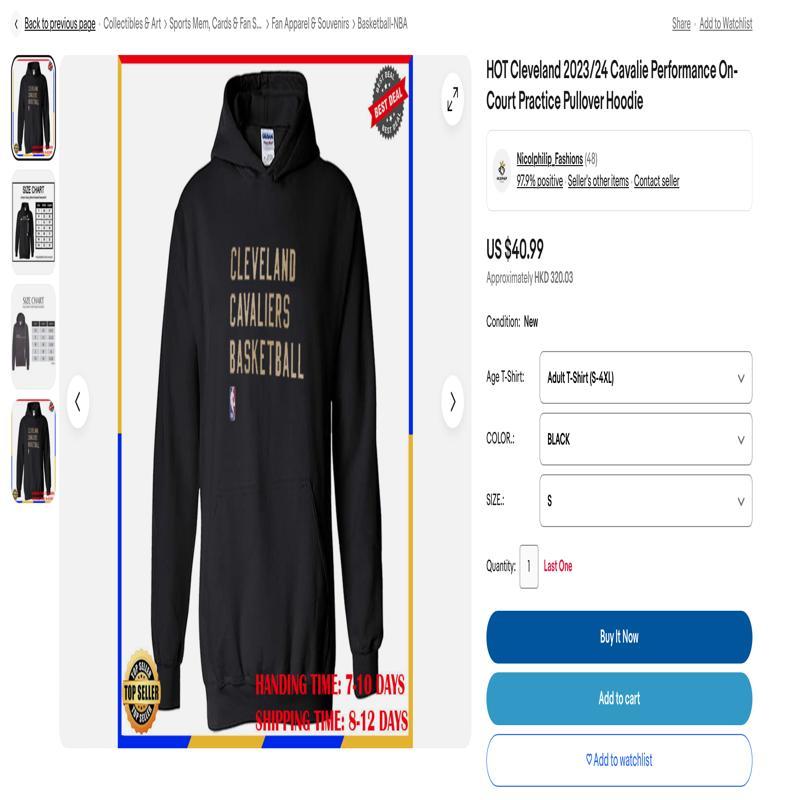 Back to previous page · Collectibles & Art > Sports Mem, Cards & Fan S... > Fan Apparel & Souvenirs > Basketball-NBA
Share · Add to Watchlist
SIZE CHART
SIZE CHART
BEST DEAL
CLEVELAND
CAVALIERS
BASKETBALL
TOP SELLER
HANDING TIME: 7-10 DAYS
SHIPPING TIME: 8-12 DAYS
HOT Cleveland 2023/24 Cavalie Performance On-
Court Practice Pullover Hoodie
Nicolphilip_Fashions (48)
97.9% positive · Seller's other items · Contact seller
US $40.99
Approximately HKD 320.03
Condition: New
Age T-Shirt: Adult T-Shirt (S-4XL)
COLOR.: BLACK
SIZE.: S
Quantity: 1 Last One
Buy It Now
Add to cart
Add to watchlist